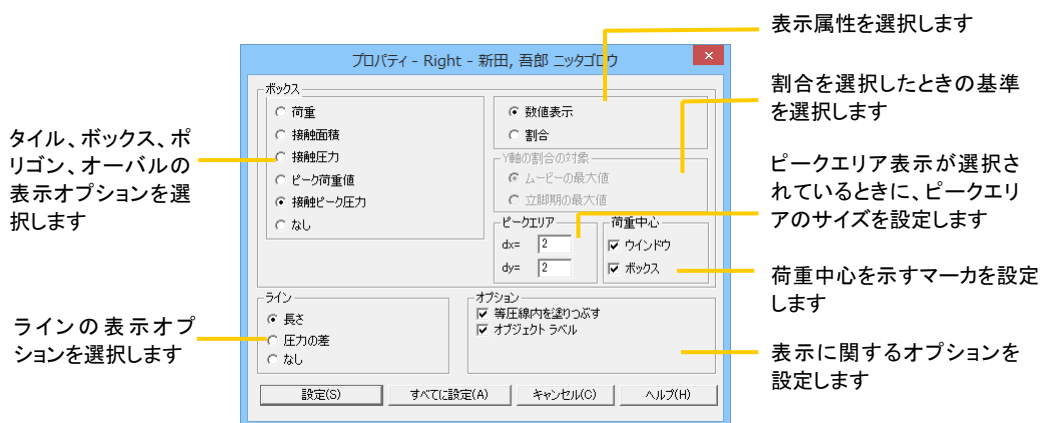 表示属性を選択します
プロパティ - Right - 新田, 吾郎 ニッタゴロウ
ボックス
荷重
接触面積
接触圧力
ピーク荷重値
接触ピーク圧力
なし
数値表示
割合
Y軸の割合の対象
ムービーの最大値
立脚期の最大値
ピークエリア
dx= 2
dy= 2
荷重中心
ウインドウ
ボックス
ライン
長さ
圧力の差
なし
オプション
等圧線内を塗りつぶす
オブジェクト ラベル
設定(S)
すべてに設定(A)
キャンセル(C)
ヘルプ(H)
タイル、ボックス、ポ
リゴン、オーバルの
表示オプションを選
択します
ラインの表示オプ
ションを選択します
割合を選択したときの基準
を選択します
ピークエリア表示が選択さ
れているときに、ピークエリ
アのサイズを設定します
荷重中心を示すマーカを設定
します
表示に関するオプションを
設定します